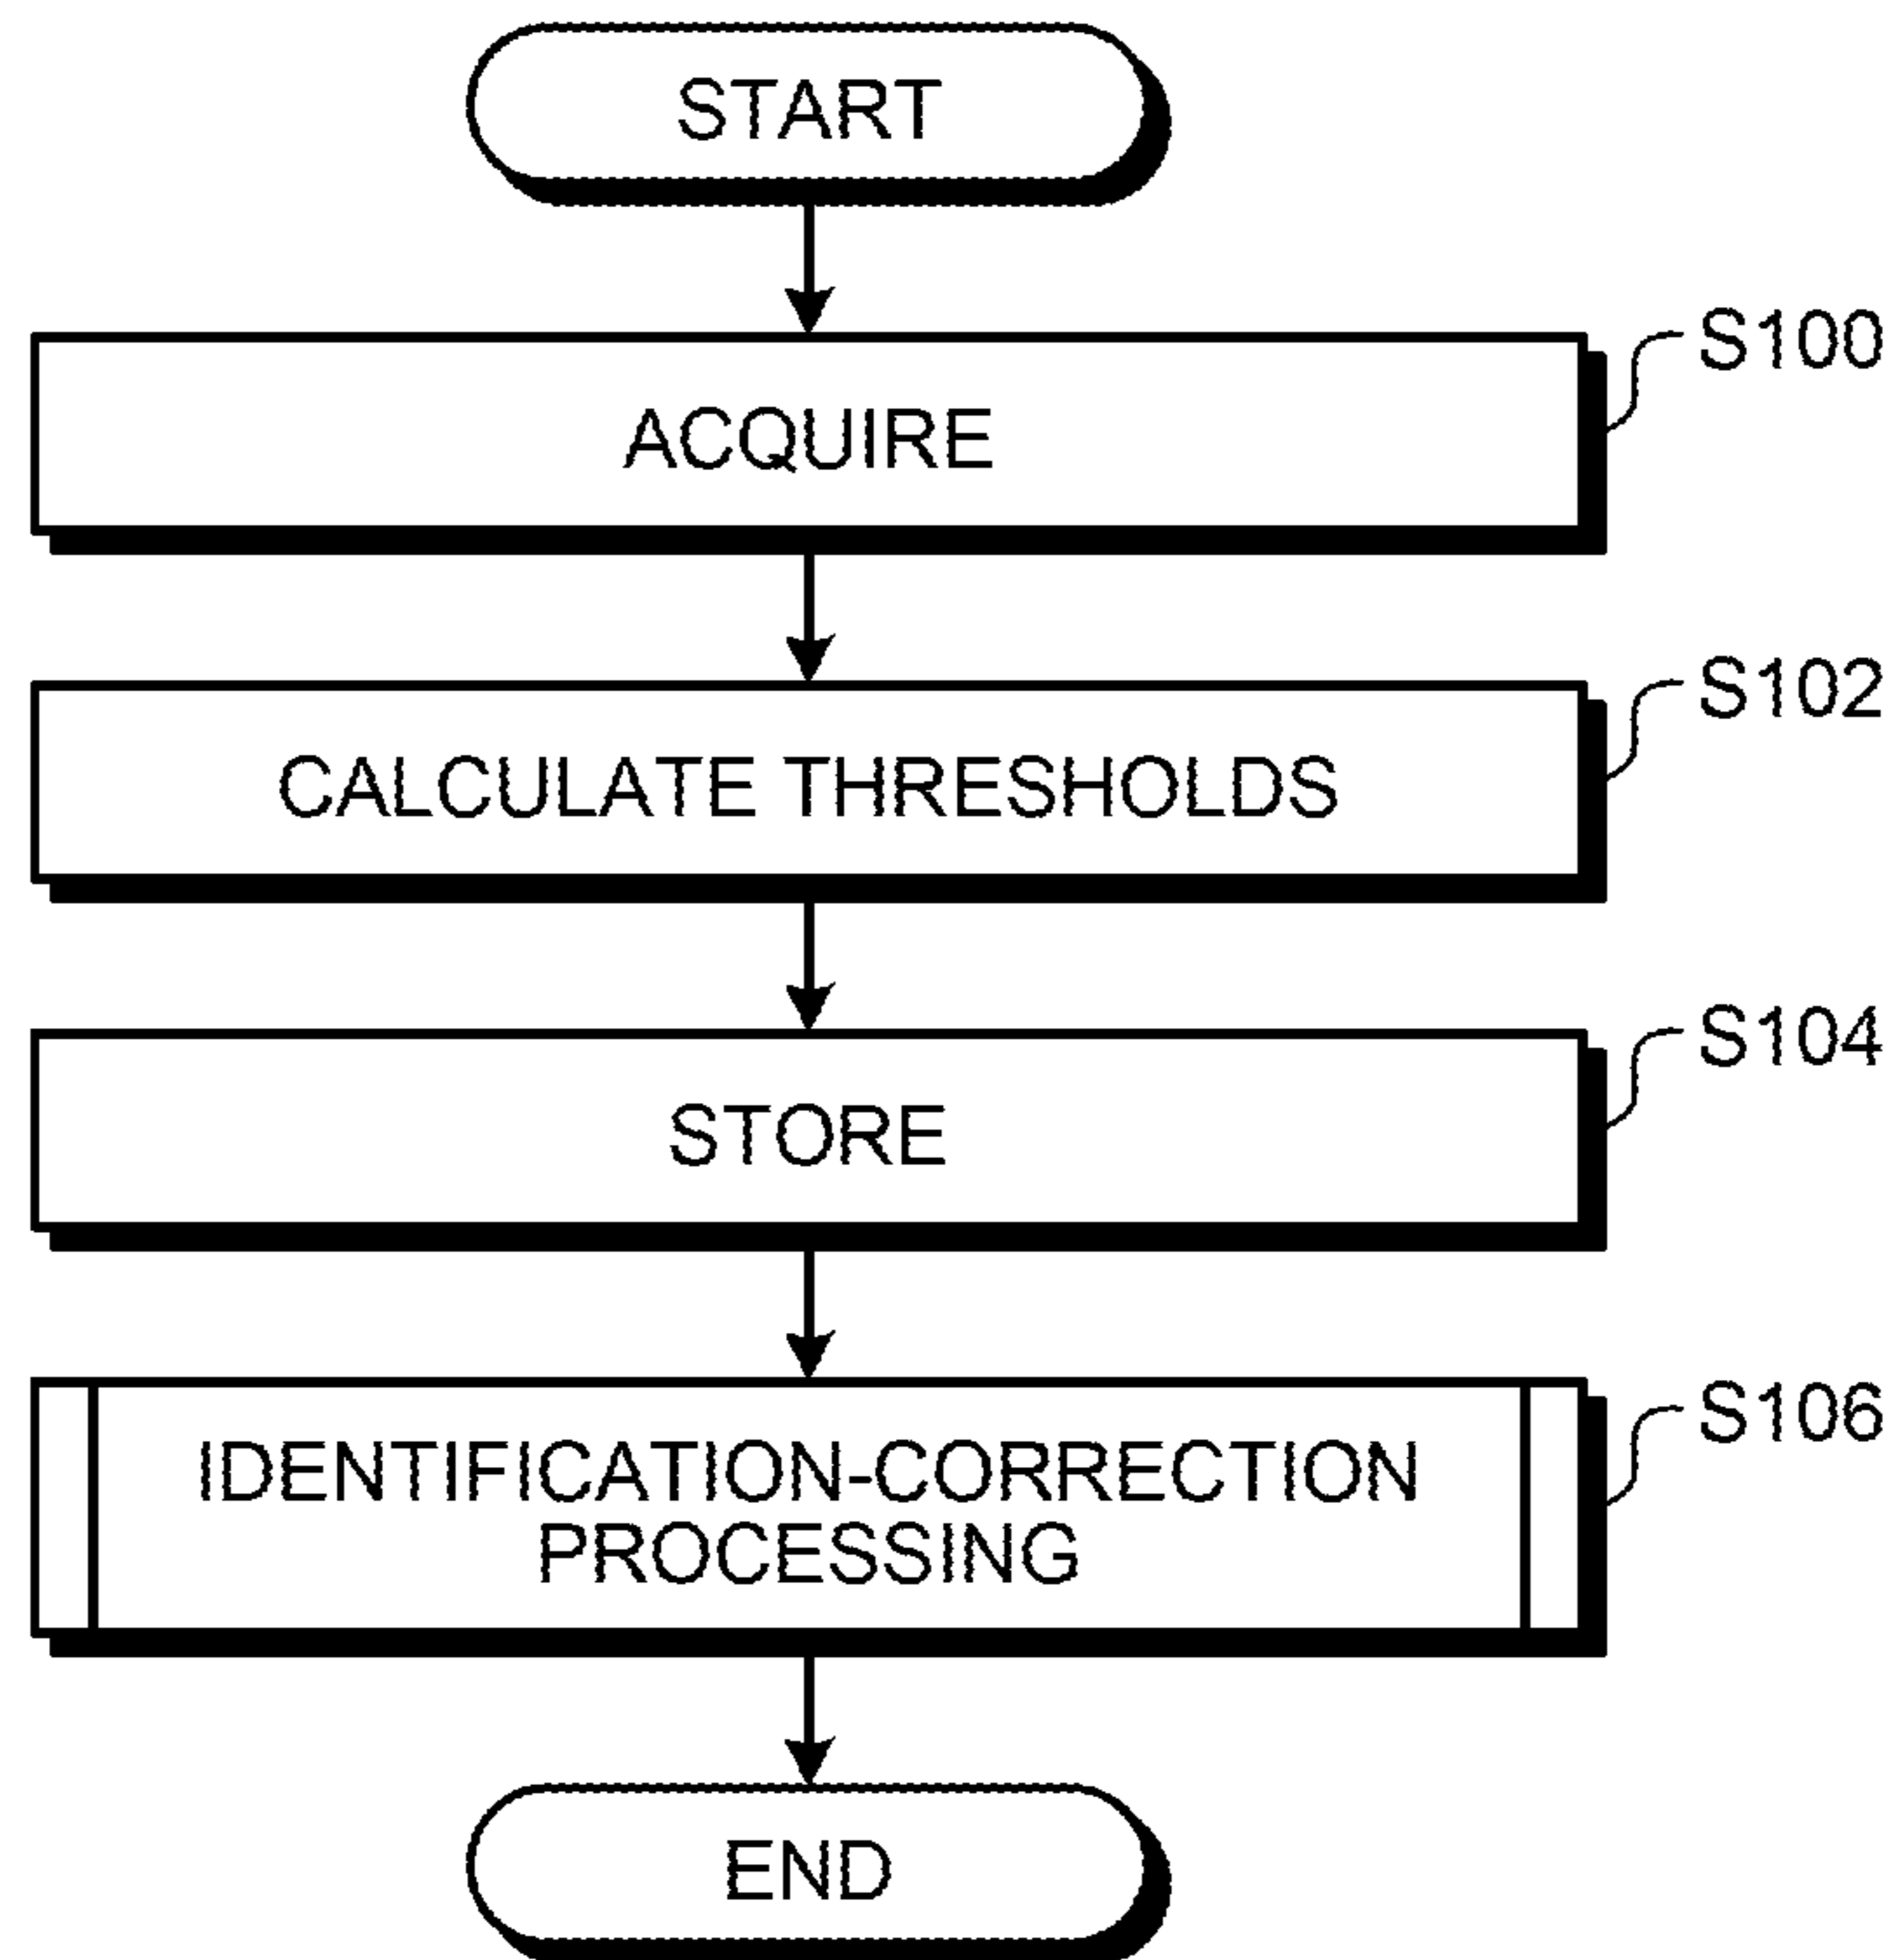 START
S100
ACQUIRE
S102
CALCULATE THRESHOLDS
S104
STORE
S106
IDENTIFICATION-CORRECTION
PROCESSING
END